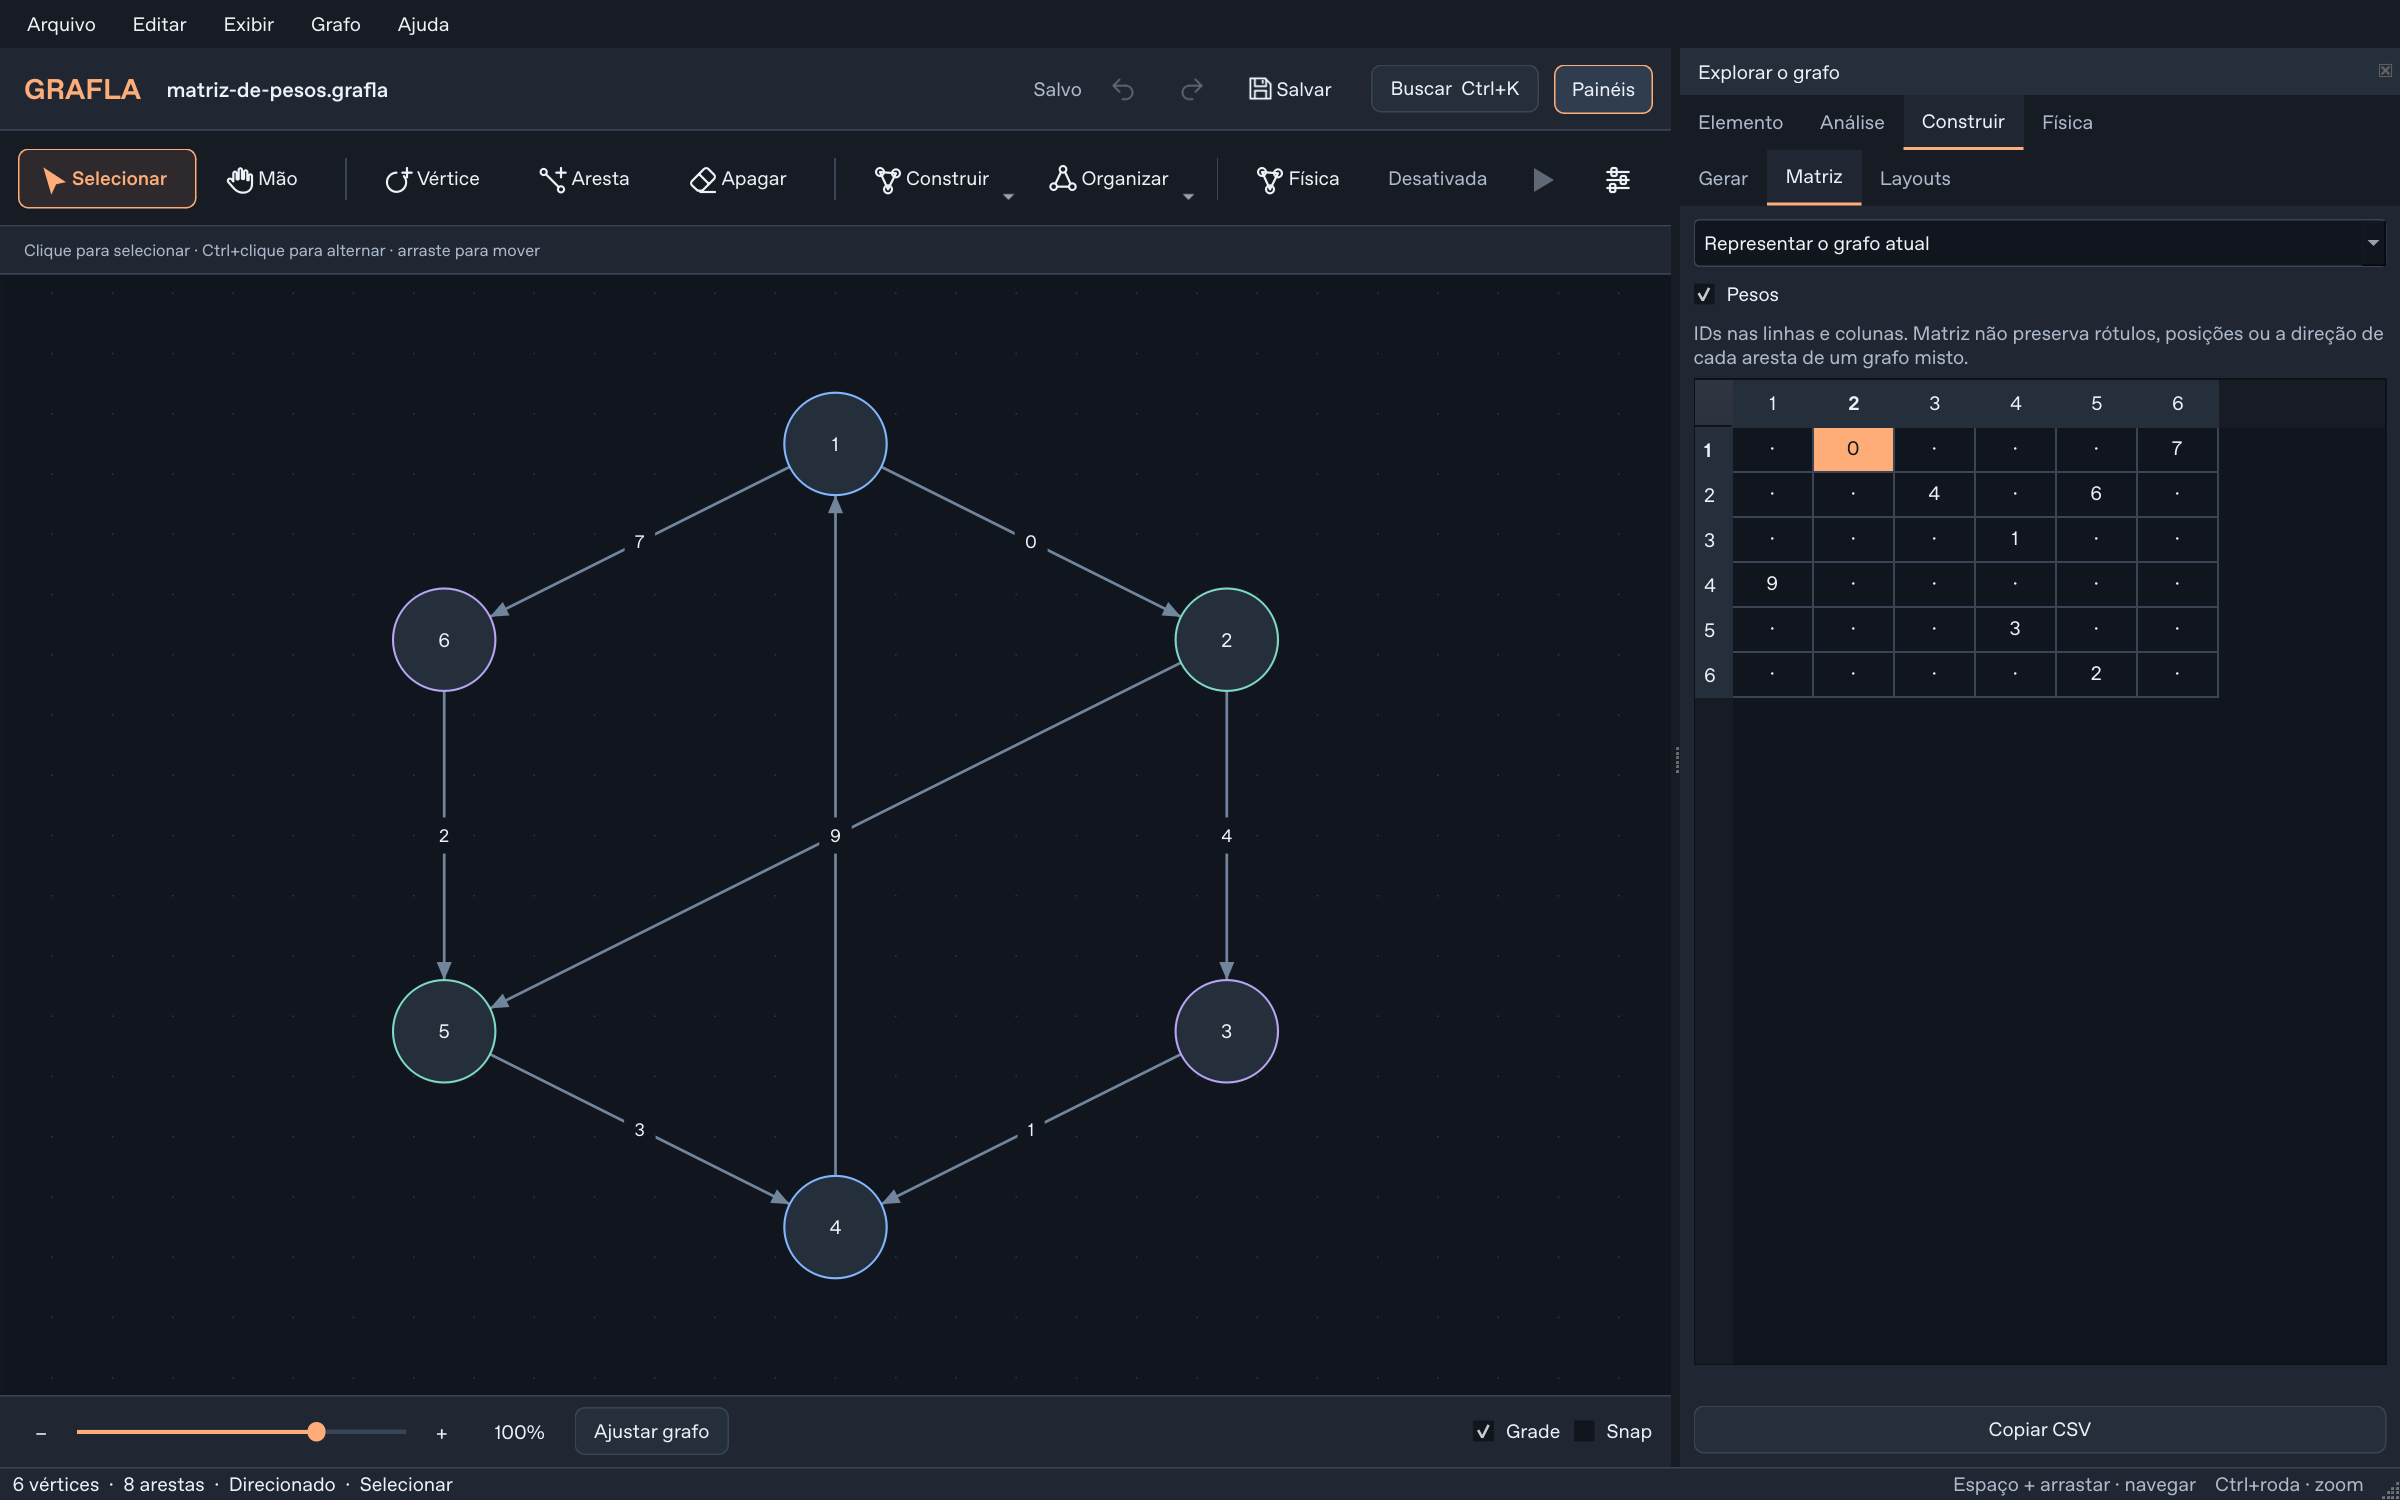 Arquivo Editar Exibir Grafo Ajuda
GRAFLA matriz-de-pesos.grafla Salvo Salvar Buscar Ctrl+K Painéis
Selecionar Mão Vértice Aresta Apagar Construir Organizar Física Desativada
Clique para selecionar · Ctrl+clique para alternar · arraste para mover
1
7 0
6 2
2 9 4
5 3
3 1
4
− + 100% Ajustar grafo Grade Snap
6 vértices · 8 arestas · Direcionado · Selecionar
Explorar o grafo
Elemento Análise Construir Física
Gerar Matriz Layouts
Representar o grafo atual
Pesos
IDs nas linhas e colunas. Matriz não preserva rótulos, posições ou a direção de
cada aresta de um grafo misto.
1 2 3 4 5 6
1 · 0 · · · 7
2 · · 4 · 6 ·
3 · · · 1 · ·
4 9 · · · · ·
5 · · · 3 · ·
6 · · · · 2 ·
Copiar CSV
Espaço + arrastar · navegar Ctrl+roda · zoom